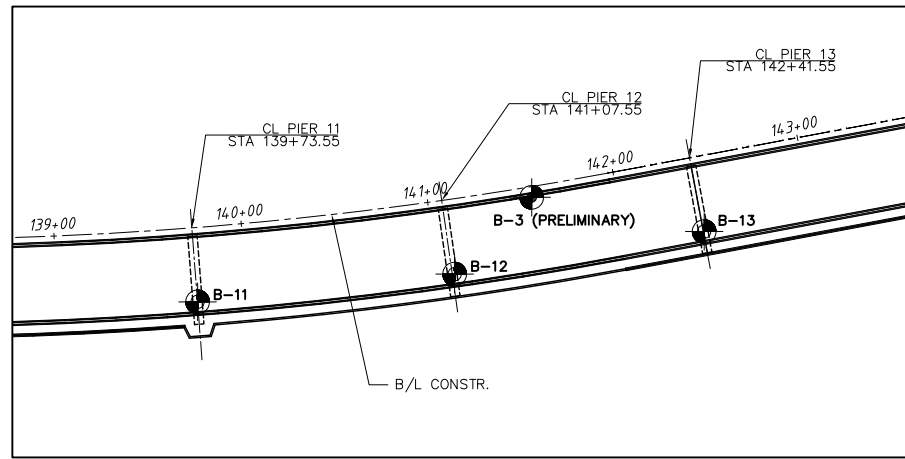 CL PIER 13
STA 142+41.55
CL PIER 12
STA 141+07.55
CL PIER 11
STA 139+73.55
139+00
140+00
141+00
142+00
143+00
B-3 (PRELIMINARY)
B-13
B-12
B-11
B/L CONSTR.